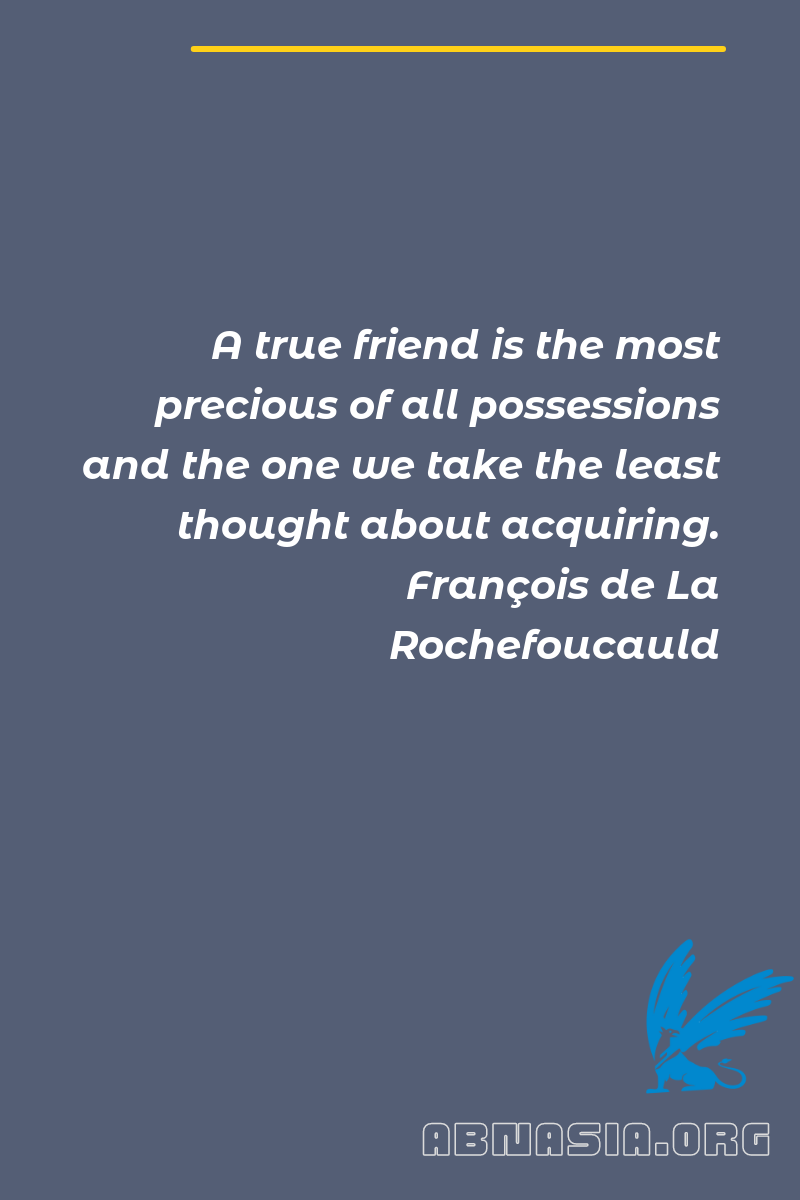 A true friend is the most
precious of all possessions
and the one we take the least
thought about acquiring.
François de La
Rochefoucauld
ABNASIA.ORG